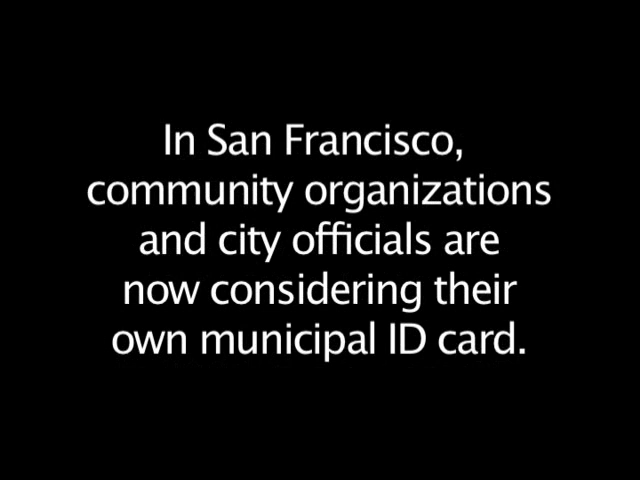 In San Francisco,
community organizations
and city officials are
now considering their
own municipal ID card.